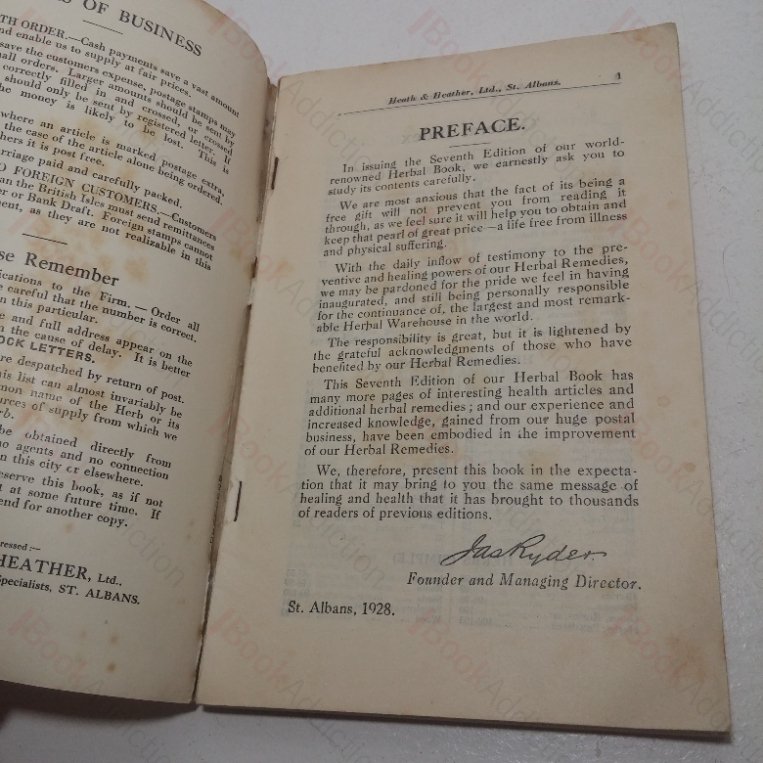 S OF BUSINESS
TH ORDER.—Cash payments save a vast amount
nd enable us to supply at fair prices.
save the customers expense, postage stamps may
mall orders. Larger amounts should be sent by
correctly filled in and crossed, or crossed
should only be sent by registered letter. If
he money is likely to be lost. This is
where an article is marked postage extra,
the case of the article alone being ordered.
hers it is post free.
rriage paid and carefully packed.
O FOREIGN CUSTOMERS.—Customers
an the British Isles must send remittances
er or Bank Draft. Foreign stamps cannot
ment, as they are not realizable in this
se Remember
ications to the Firm.—Order all
e careful that the number is correct.
n this particular.
e and full address appear on the
n the cause of delay. It is better
OCK LETTERS.
re despatched by return of post.
his list can almost invariably be
mon name of the Herb or its
urces of supply from which we
rb.
be obtained directly from
no agents and no connection
n this city or elsewhere.
eserve this book, as if not
t at some future time. If
end for another copy.
ressed:—
HEATHER, Ltd.,
Specialists, ST. ALBANS.
Heath & Heather, Ltd., St. Albans.
PREFACE.
In issuing the Seventh Edition of our world-
renowned Herbal Book, we earnestly ask you to
study its contents carefully.
We are most anxious that the fact of its being a
free gift will not prevent you from reading it
through, as we feel sure it will help you to obtain and
keep that pearl of great price—a life free from illness
and physical suffering.
With the daily inflow of testimony to the pre-
ventive and healing powers of our Herbal Remedies,
we may be pardoned for the pride we feel in having
inaugurated, and still being personally responsible
for the continuance of, the largest and most remark-
able Herbal Warehouse in the world.
The responsibility is great, but it is lightened by
the grateful acknowledgments of those who have
benefited by our Herbal Remedies.
This Seventh Edition of our Herbal Book has
many more pages of interesting health articles and
additional herbal remedies; and our experience and
increased knowledge, gained from our huge postal
business, have been embodied in the improvement
of our Herbal Remedies.
We, therefore, present this book in the expecta-
tion that it may bring to you the same message of
healing and health that it has brought to thousands
of readers of previous editions.
Jas Ryder
Founder and Managing Director.
St. Albans, 1928.
BookAddiction